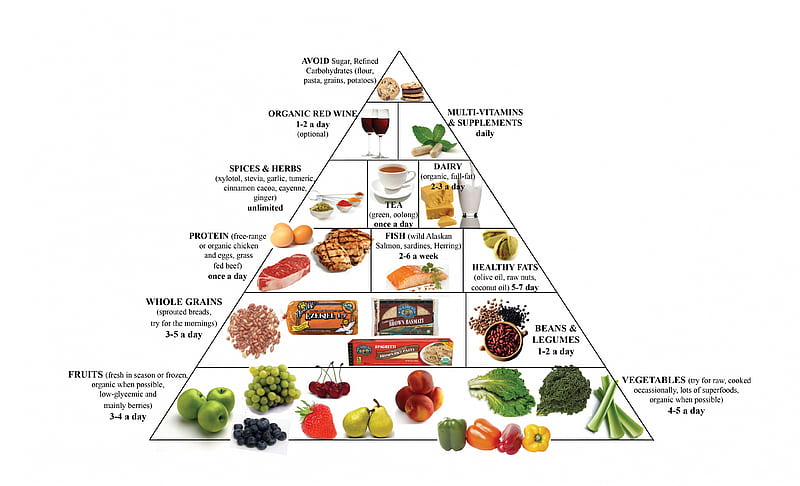 AVOID Sugar, Refined
Carbohydrates (flour,
pasta, grains, potatoes)
ORGANIC RED WINE
1-2 a day
(optional)
MULTI-VITAMINS
& SUPPLEMENTS
daily
SPICES & HERBS
(xylotol, stevia, garlic, tumeric,
cinnamon cacoa, cayenne,
ginger)
unlimited
TEA
(green, oolong)
once a day
DAIRY
(organic, full-fat)
2-3 a day
PROTEIN (free-range
or organic chicken
and eggs, grass
fed beef)
once a day
FISH (wild Alaskan
Salmon, sardines, Herring)
2-6 a week
HEALTHY FATS
(olive oil, raw nuts,
coconut oil) 5-7 day
WHOLE GRAINS
(sprouted breads,
try for the mornings)
3-5 a day
EZEKIEL 4:9
BROWN BASMATI
SPAGHETTI
BROWN RICE PASTA
BEANS &
LEGUMES
1-2 a day
FRUITS (fresh in season or frozen,
organic when possible,
low-glycemic and
mainly berries)
3-4 a day
VEGETABLES (try for raw, cooked
occassionally, lots of superfoods,
organic when possible)
4-5 a day